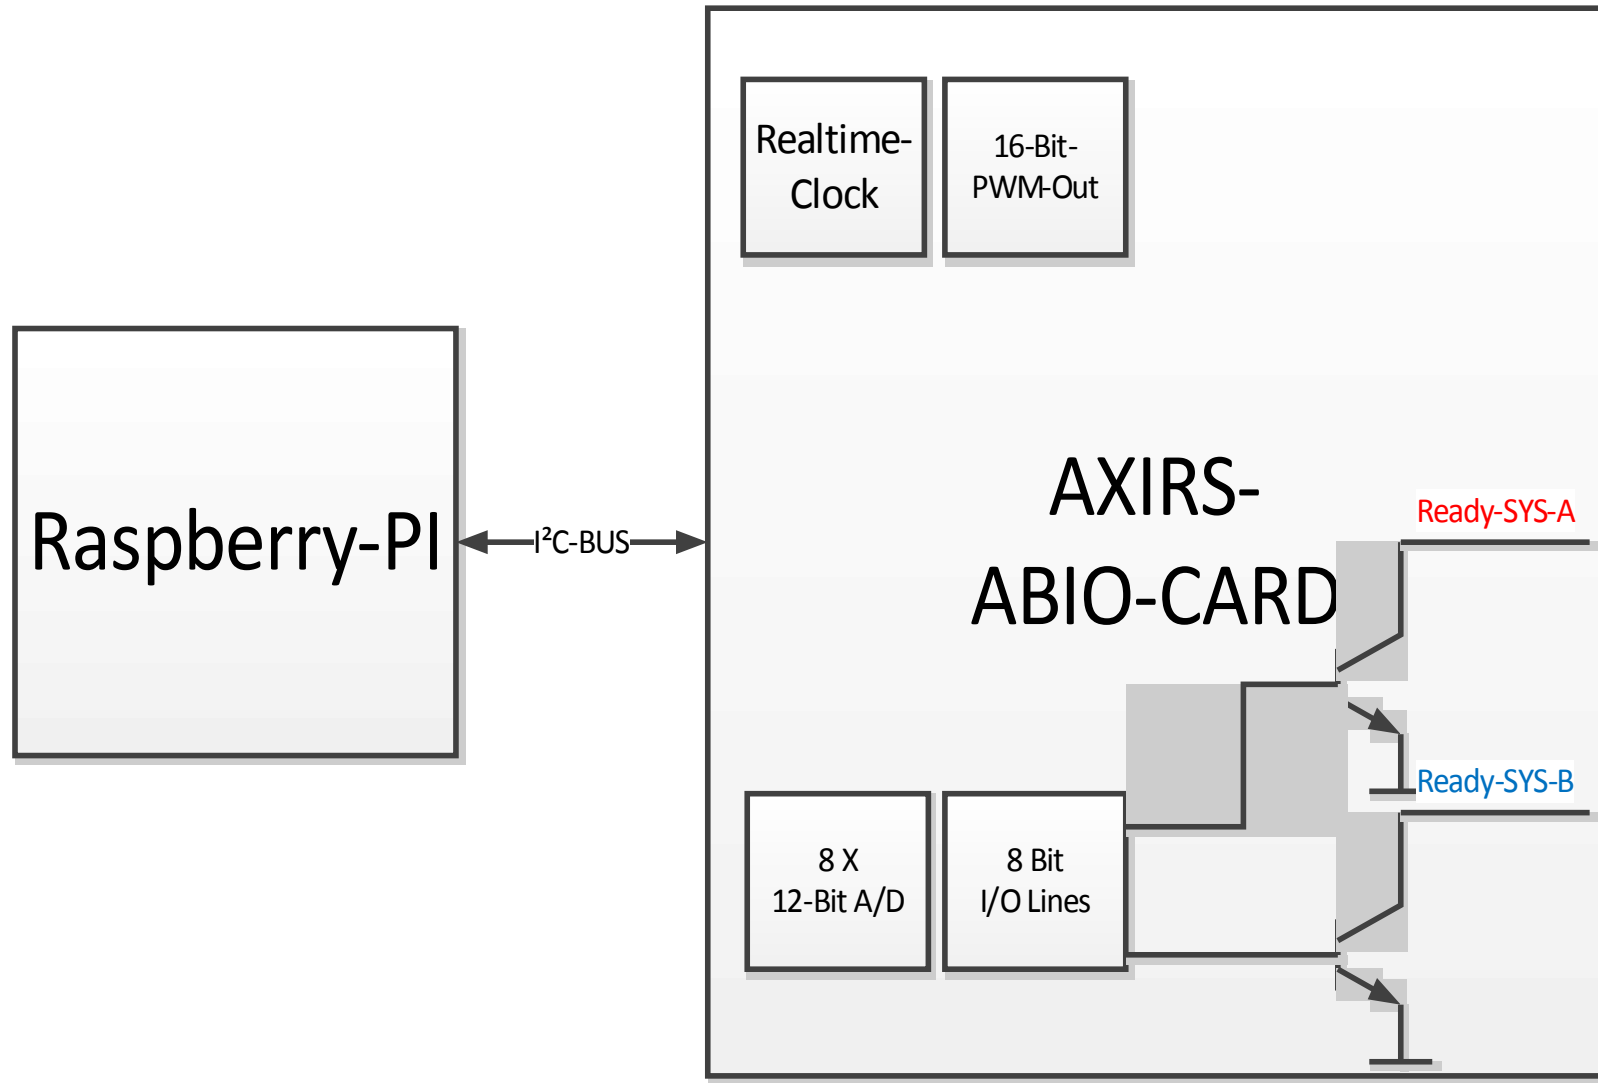 Realtime-
Clock
16-Bit-
PWM-Out
Raspberry-PI
I²C-BUS
AXIRS-
ABIO-CARD
Ready-SYS-A
Ready-SYS-B
8 X
12-Bit A/D
8 Bit
I/O Lines